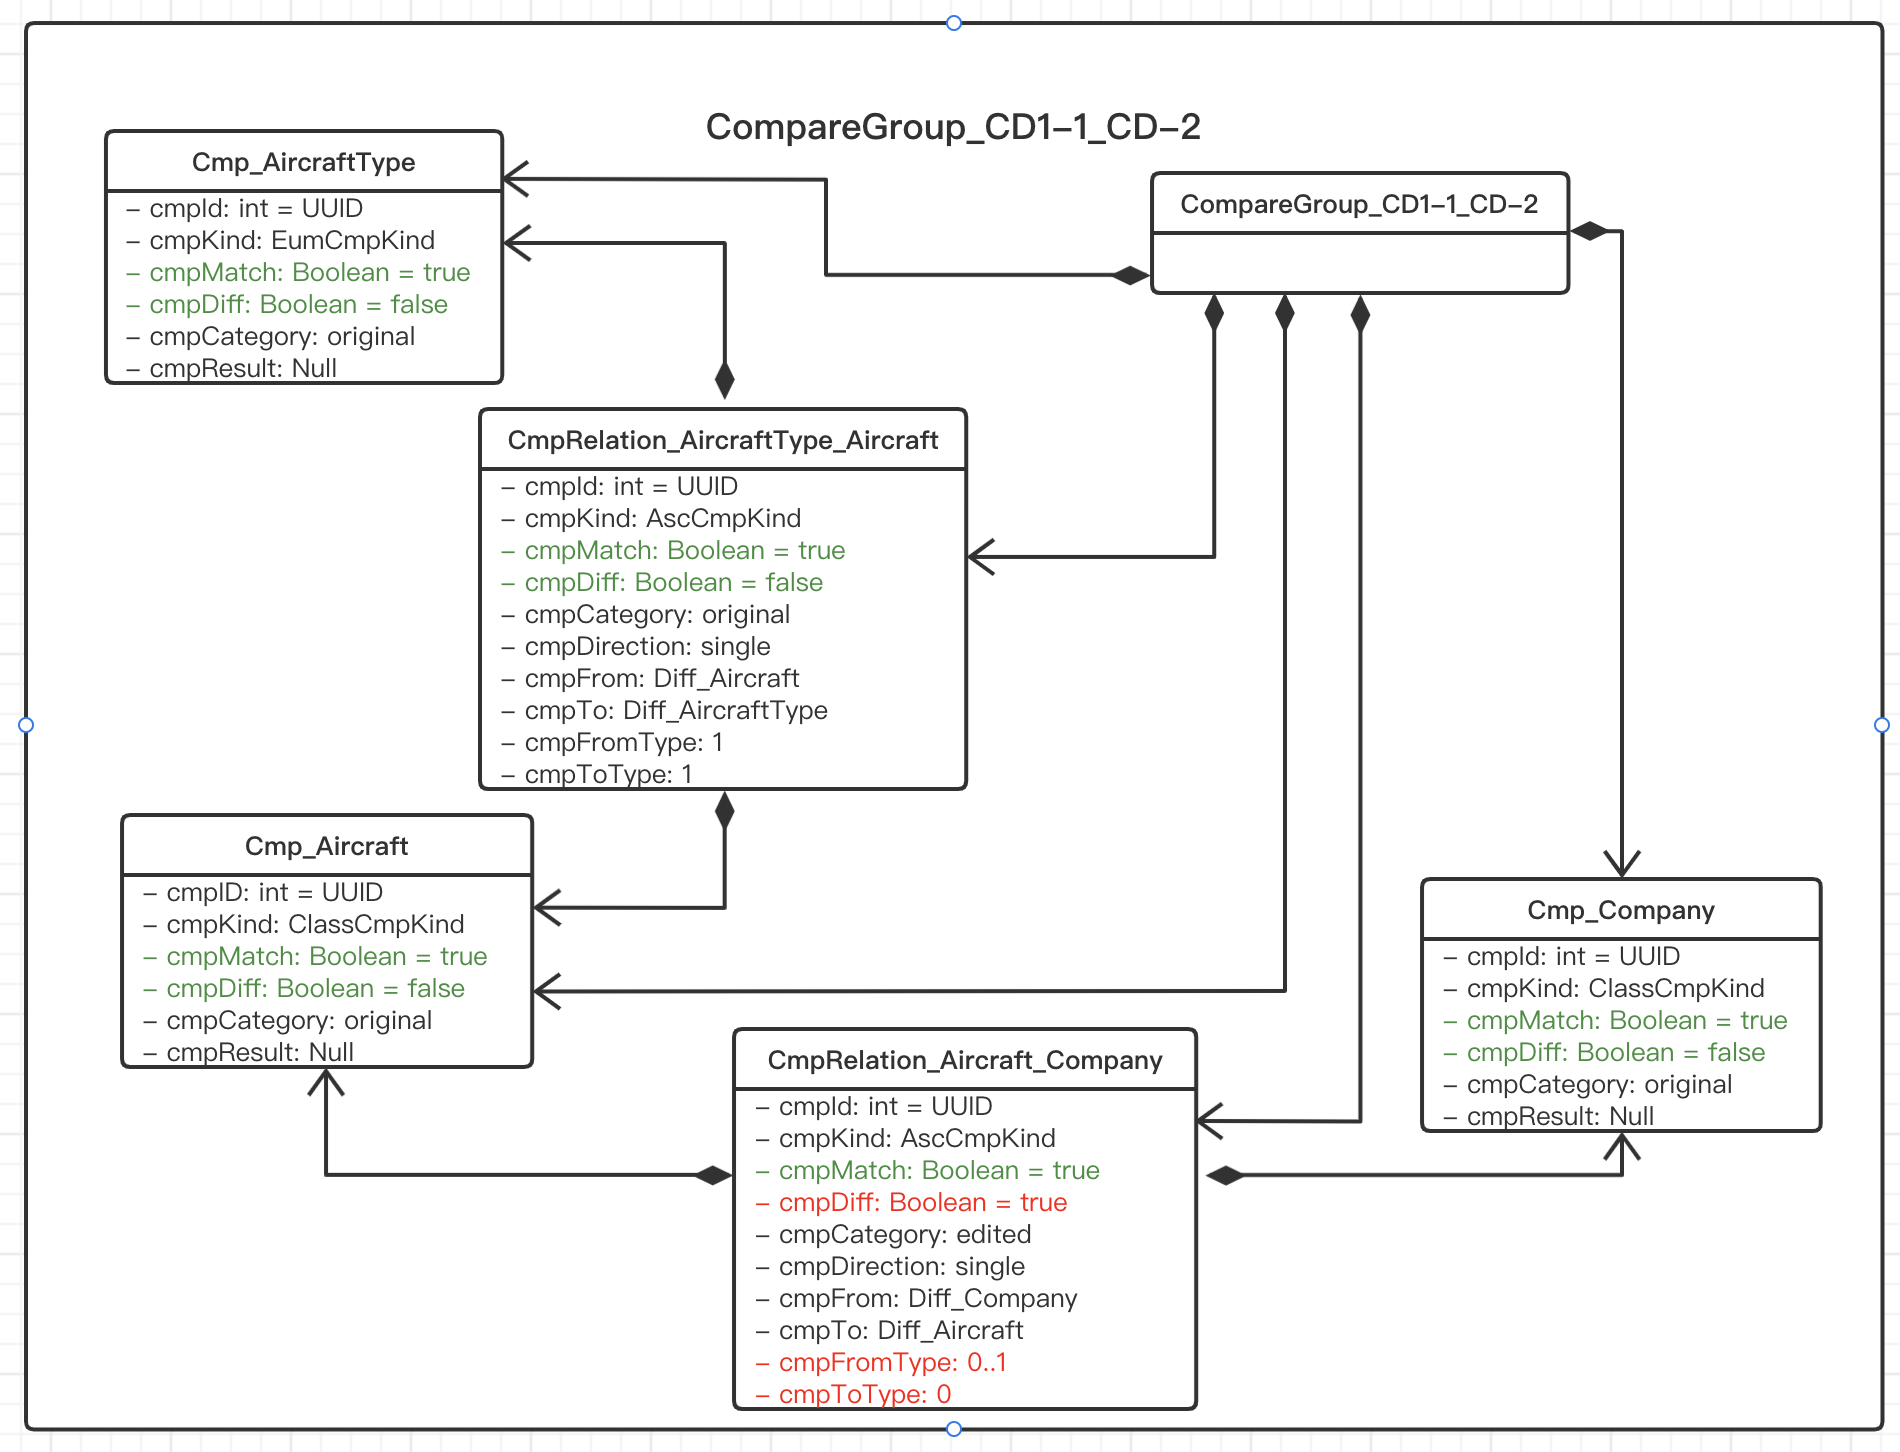 CompareGroup_CD1-1_CD-2
Cmp_AircraftType
- cmpId: int = UUID
- cmpKind: EumCmpKind
- cmpMatch: Boolean = true
- cmpDiff: Boolean = false
- cmpCategory: original
- cmpResult: Null
CompareGroup_CD1-1_CD-2
CmpRelation_AircraftType_Aircraft
- cmpId: int = UUID
- cmpKind: AscCmpKind
- cmpMatch: Boolean = true
- cmpDiff: Boolean = false
- cmpCategory: original
- cmpDirection: single
- cmpFrom: Diff_Aircraft
- cmpTo: Diff_AircraftType
- cmpFromType: 1
- cmpToType: 1
Cmp_Aircraft
- cmpID: int = UUID
- cmpKind: ClassCmpKind
- cmpMatch: Boolean = true
- cmpDiff: Boolean = false
- cmpCategory: original
- cmpResult: Null
Cmp_Company
- cmpId: int = UUID
- cmpKind: ClassCmpKind
- cmpMatch: Boolean = true
- cmpDiff: Boolean = false
- cmpCategory: original
- cmpResult: Null
CmpRelation_Aircraft_Company
- cmpId: int = UUID
- cmpKind: AscCmpKind
- cmpMatch: Boolean = true
- cmpDiff: Boolean = true
- cmpCategory: edited
- cmpDirection: single
- cmpFrom: Diff_Company
- cmpTo: Diff_Aircraft
- cmpFromType: 0..1
- cmpToType: 0